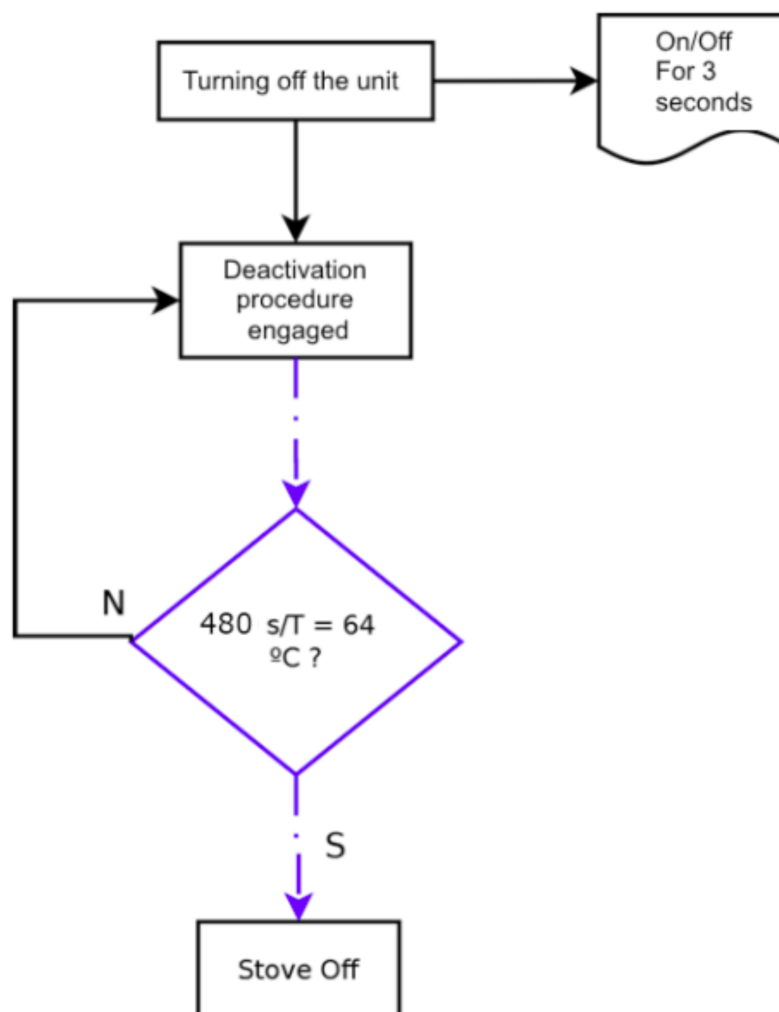 Turning off the unit
On/Off
For 3
seconds
Deactivation
procedure
engaged
N
480 s/T = 64
ºC ?
S
Stove Off